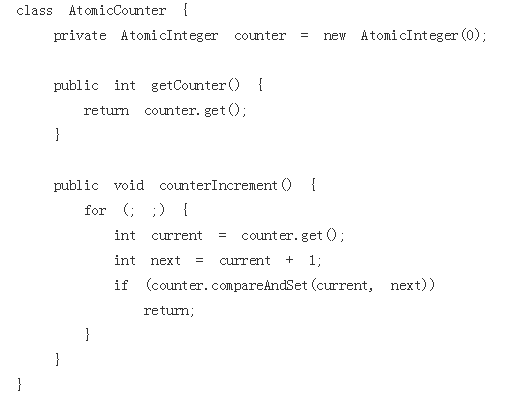 class AtomicCounter {
    private AtomicInteger counter = new AtomicInteger(0);

    public int getCounter() {
        return counter.get();
    }

    public void counterIncrement() {
        for (; ;) {
            int current = counter.get();
            int next = current + 1;
            if (counter.compareAndSet(current, next))
                return;
        }
    }
}